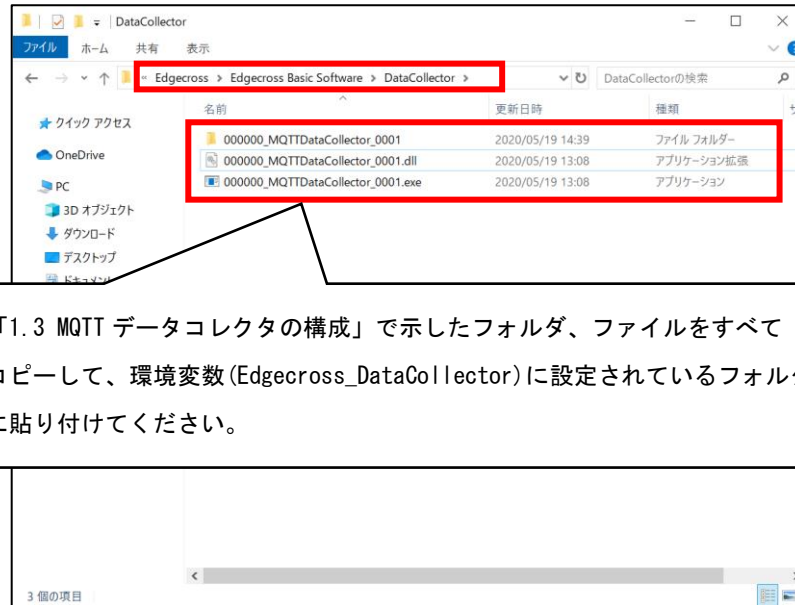 DataCollector
ファイル ホーム 共有 表示
« Edgecross > Edgecross Basic Software > DataCollector > DataCollectorの検索
名前 更新日時 種類
クイック アクセス
000000_MQTTDataCollector_0001 2020/05/19 14:39 ファイル フォルダー
OneDrive
000000_MQTTDataCollector_0001.dll 2020/05/19 13:08 アプリケーション拡張
000000_MQTTDataCollector_0001.exe 2020/05/19 13:08 アプリケーション
PC
3D オブジェクト
ダウンロード
デスクトップ
ドキュメント
「1.3 MQTT データコレクタの構成」で示したフォルダ、ファイルをすべて
コピーして、環境変数(Edgecross_DataCollector)に設定されているフォルダ
に貼り付けてください。
3 個の項目